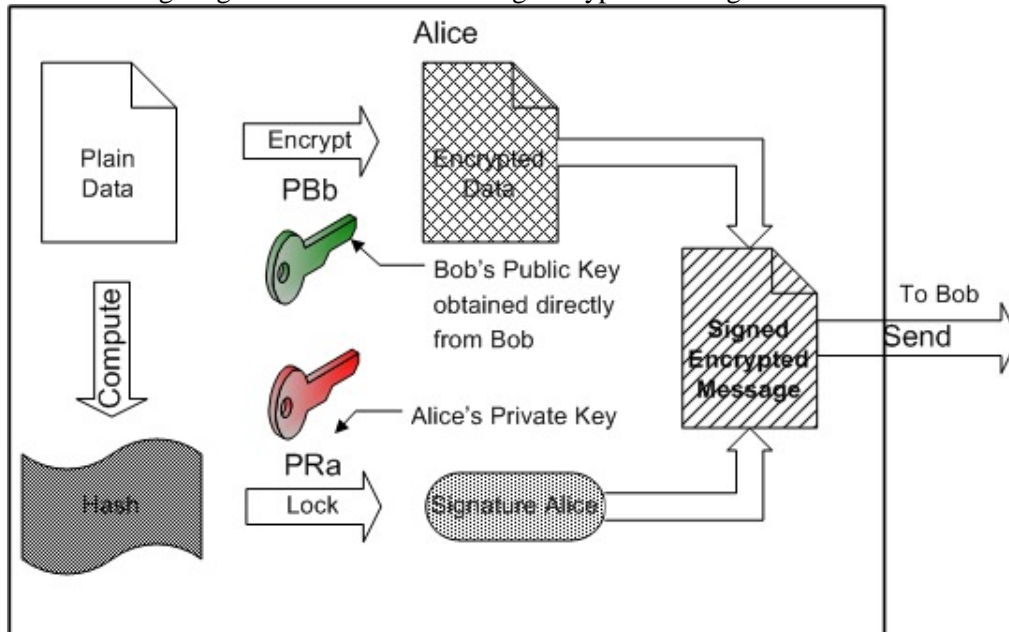 Alice
Plain
Data
Encrypt
Encrypted
Data
PBb
Bob's Public Key
obtained directly
from Bob
Compute
To Bob
Send
Signed
Encrypted
Message
Alice's Private Key
PRa
Hash
Lock
Signature Alice